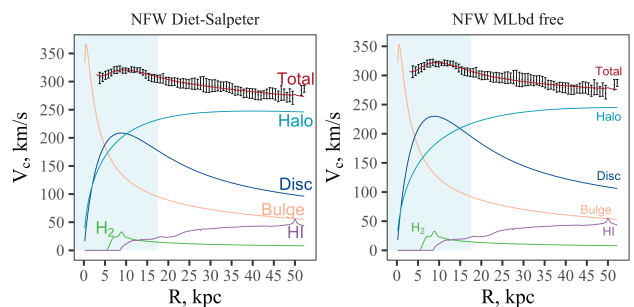 NFW Diet-Salpeter
350
300
250
200
150
100
50
0
V_c, km/s
Total
Halo
Disc
Bulge
H₂
HI
0 5 10 15 20 25 30 35 40 45 50
R, kpc
NFW MLbd free
350
300
250
200
150
100
50
0
V_c, km/s
Total
Halo
Disc
Bulge
H₂
HI
0 5 10 15 20 25 30 35 40 45 50
R, kpc